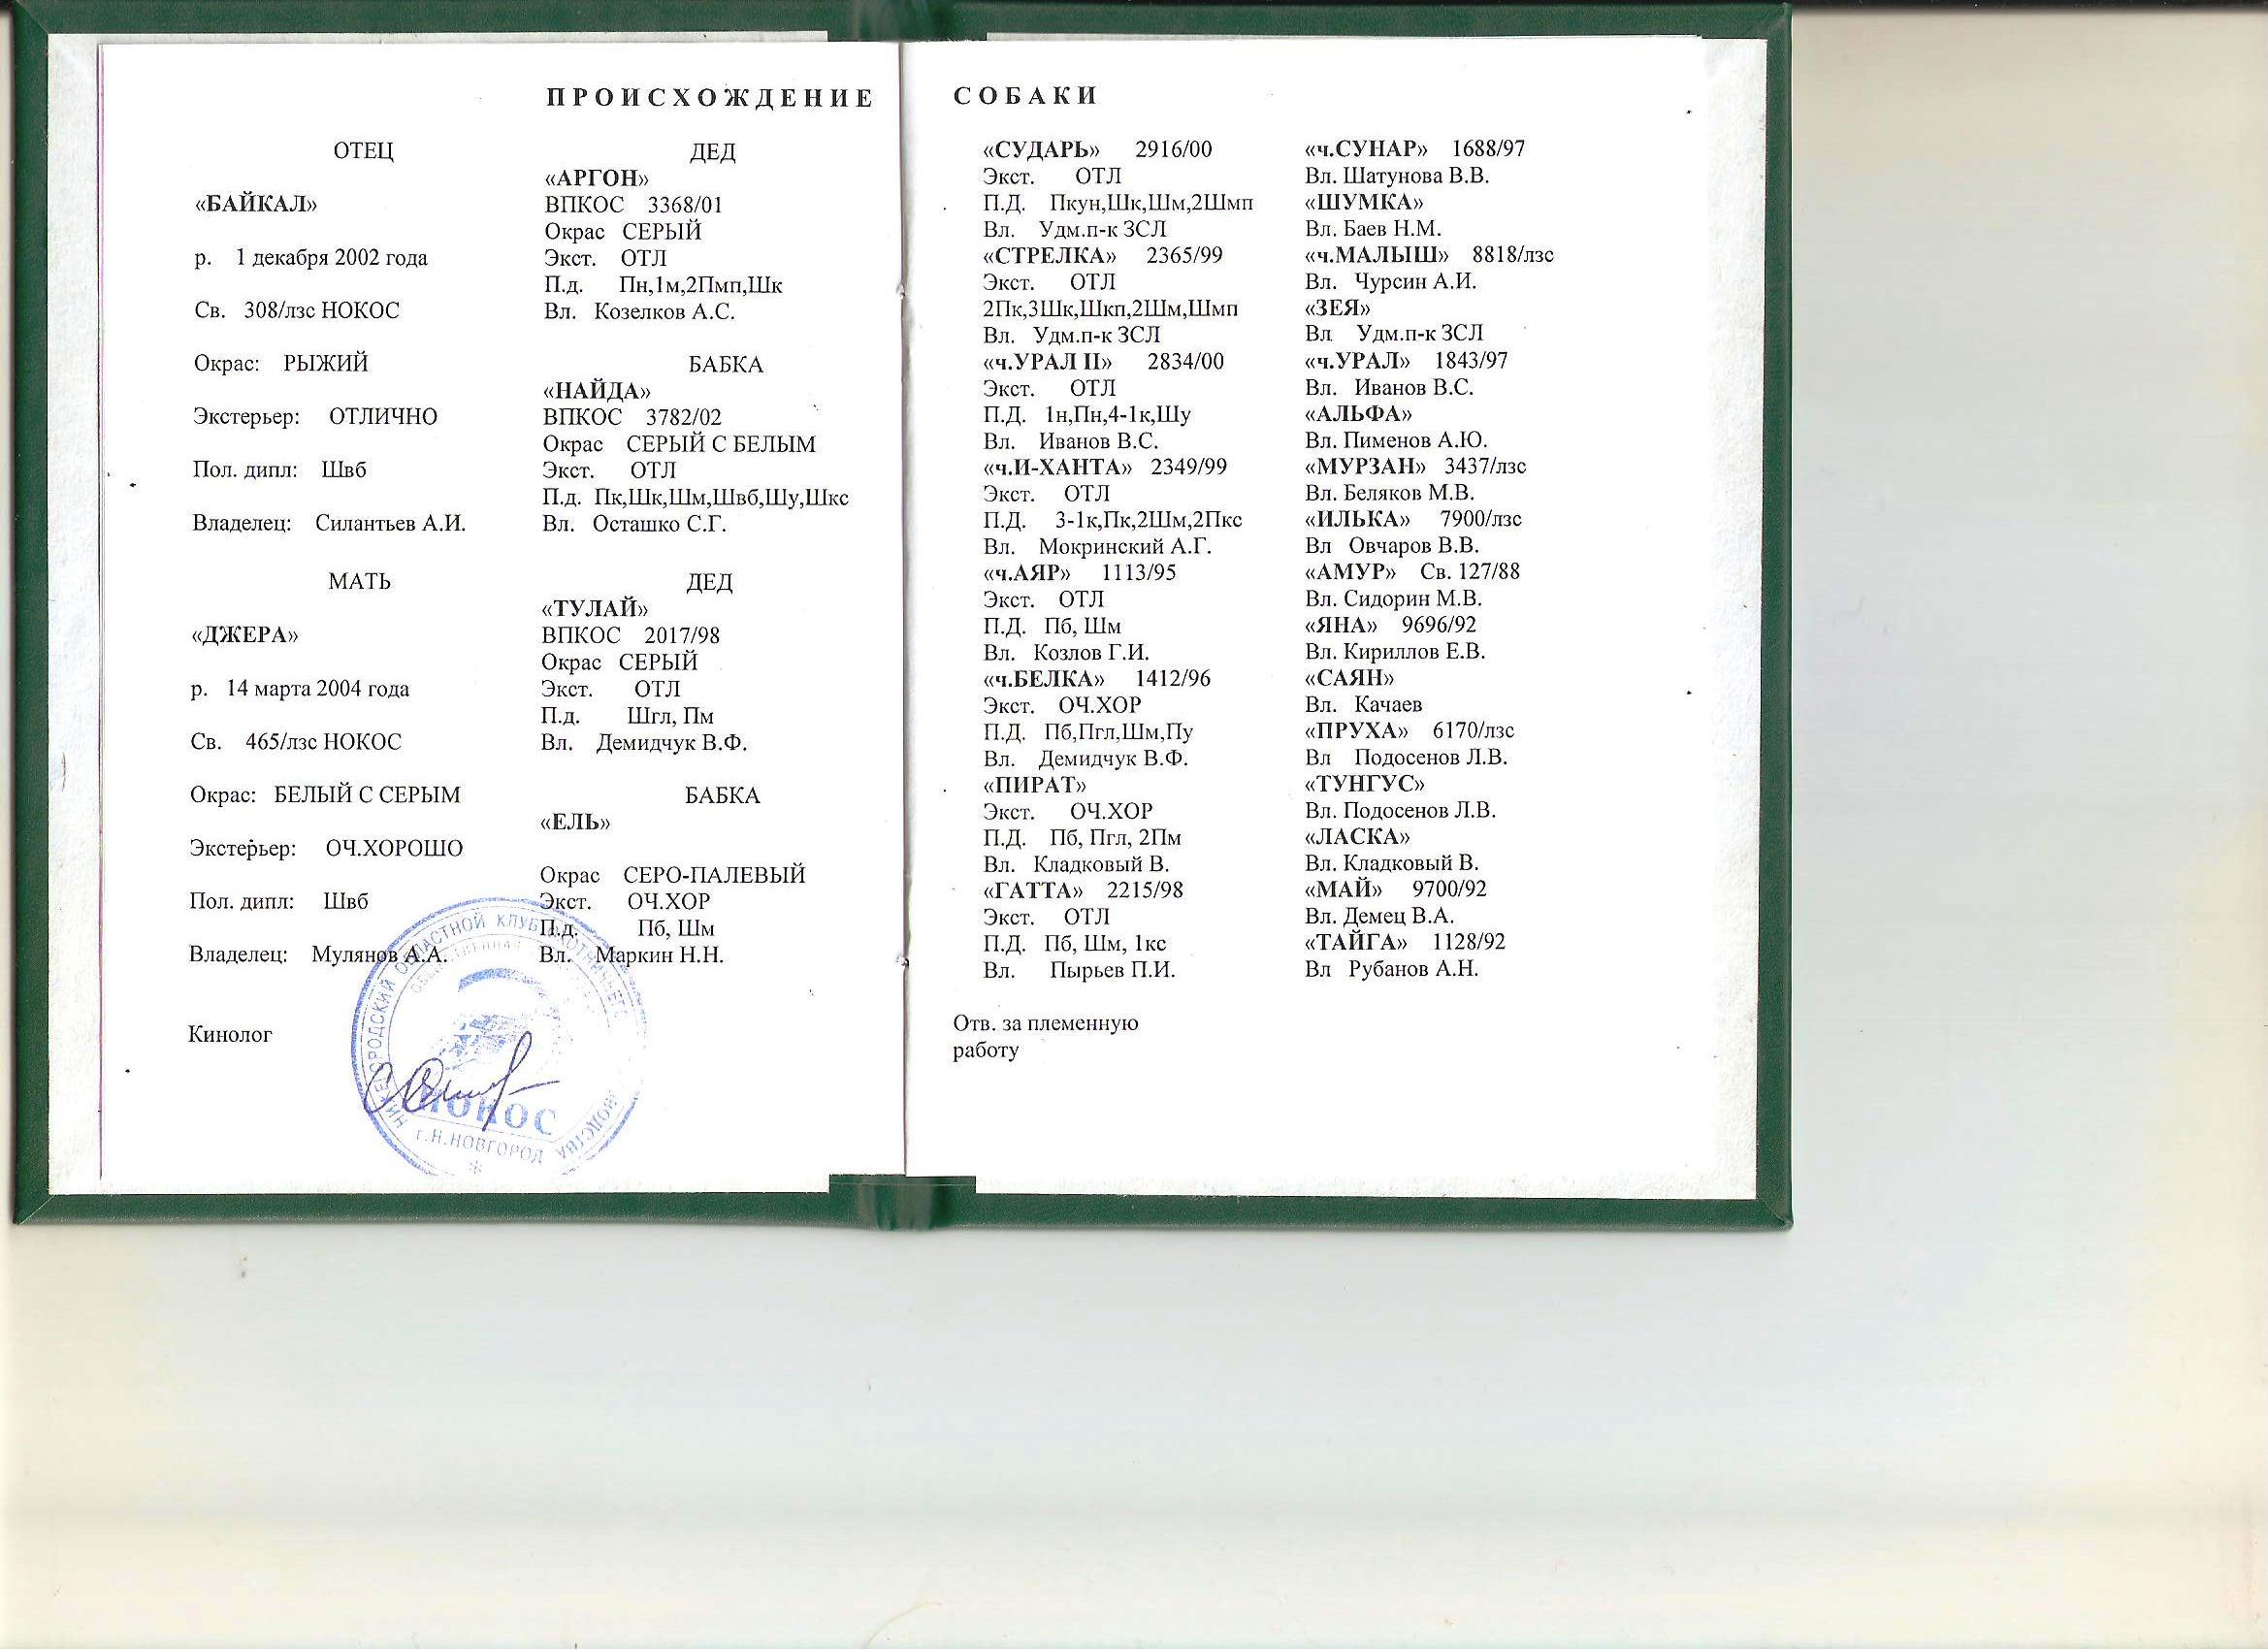 ПРОИСХОЖДЕНИЕ СОБАКИ
ОТЕЦ
«БАЙКАЛ»
р. 1 декабря 2002 года
Св. 308/лзс НОКОС
Окрас: РЫЖИЙ
Экстерьер: ОТЛИЧНО
Пол. дипл: Швб
Владелец: Силантьев А.И.
МАТЬ
«ДЖЕРА»
р. 14 марта 2004 года
Св. 465/лзс НОКОС
Окрас: БЕЛЫЙ С СЕРЫМ
Экстерьер: ОЧ.ХОРОШО
Пол. дипл: Швб
Владелец: Мулянов А.А.
Кинолог
ДЕД
«АРГОН»
ВПКОС 3368/01
Окрас СЕРЫЙ
Экст. ОТЛ
П.д. Пн,1м,2Пмп,Шк
Вл. Козелков А.С.
БАБКА
«НАЙДА»
ВПКОС 3782/02
Окрас СЕРЫЙ С БЕЛЫМ
Экст. ОТЛ
П.д. Пк,Шк,Шм,Швб,Шу,Шкс
Вл. Осташко С.Г.
ДЕД
«ТУЛАЙ»
ВПКОС 2017/98
Окрас СЕРЫЙ
Экст. ОТЛ
П.д. Шгл, Пм
Вл. Демидчук В.Ф.
БАБКА
«ЕЛЬ»
Окрас СЕРО-ПАЛЕВЫЙ
Экст. ОЧ.ХОР
П.д. Пб, Шм
Вл. Маркин Н.Н.
НИЖЕГОРОДСКИЙ ОБЛАСТНОЙ КЛУБ
НОКОС
г.Н.НОВГОРОД
«СУДАРЬ» 2916/00
Экст. ОТЛ
П.Д. Пкун,Шк,Шм,2Шмп
Вл. Удм.п-к ЗСЛ
«СТРЕЛКА» 2365/99
Экст. ОТЛ
2Пк,3Шк,Шкп,2Шм,Шмп
Вл. Удм.п-к ЗСЛ
«ч.УРАЛ II» 2834/00
Экст. ОТЛ
П.Д. 1н,Пн,4-1к,Шу
Вл. Иванов В.С.
«ч.И-ХАНТА» 2349/99
Экст. ОТЛ
П.Д. 3-1к,Пк,2Шм,2Пкс
Вл. Мокринский А.Г.
«ч.АЯР» 1113/95
Экст. ОТЛ
П.Д. Пб, Шм
Вл. Козлов Г.И.
«ч.БЕЛКА» 1412/96
Экст. ОЧ.ХОР
П.Д. Пб,Пгл,Шм,Пу
Вл. Демидчук В.Ф.
«ПИРАТ»
Экст. ОЧ.ХОР
П.Д. Пб, Пгл, 2Пм
Вл. Кладковый В.
«ГАТТА» 2215/98
Экст. ОТЛ
П.Д. Пб, Шм, 1кс
Вл. Пырьев П.И.
Отв. за племенную
работу
«ч.СУНАР» 1688/97
Вл. Шатунова В.В.
«ШУМКА»
Вл. Баев Н.М.
«ч.МАЛЫШ» 8818/лзс
Вл. Чурсин А.И.
«ЗЕЯ»
Вл Удм.п-к ЗСЛ
«ч.УРАЛ» 1843/97
Вл. Иванов В.С.
«АЛЬФА»
Вл. Пименов А.Ю.
«МУРЗАН» 3437/лзс
Вл. Беляков М.В.
«ИЛЬКА» 7900/лзс
Вл Овчаров В.В.
«АМУР» Св. 127/88
Вл. Сидорин М.В.
«ЯНА» 9696/92
Вл. Кириллов Е.В.
«САЯН»
Вл. Качаев
«ПРУХА» 6170/лзс
Вл Подосенов Л.В.
«ТУНГУС»
Вл. Подосенов Л.В.
«ЛАСКА»
Вл. Кладковый В.
«МАЙ» 9700/92
Вл. Демец В.А.
«ТАЙГА» 1128/92
Вл Рубанов А.Н.